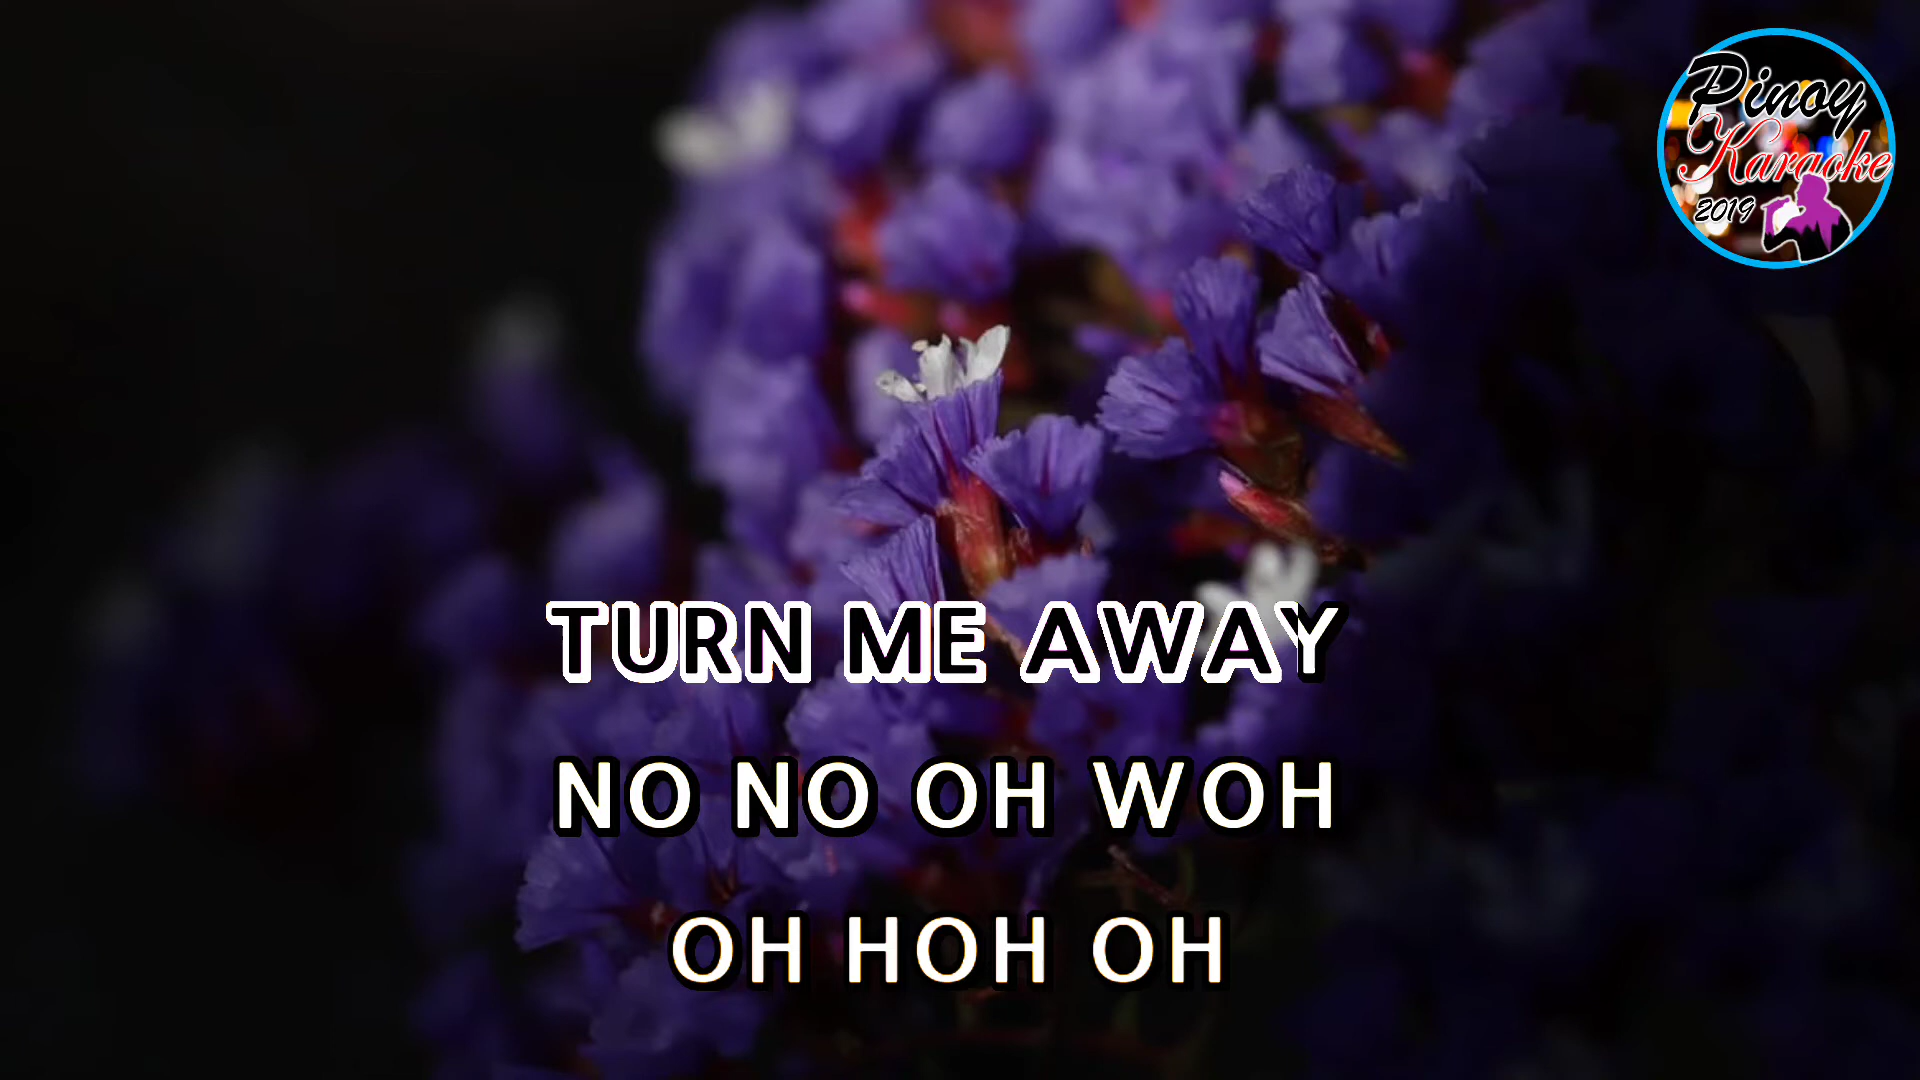 Pinoy
Karaoke
2019
TURN ME AWAY
NO NO OH WOH
OH HOH OH